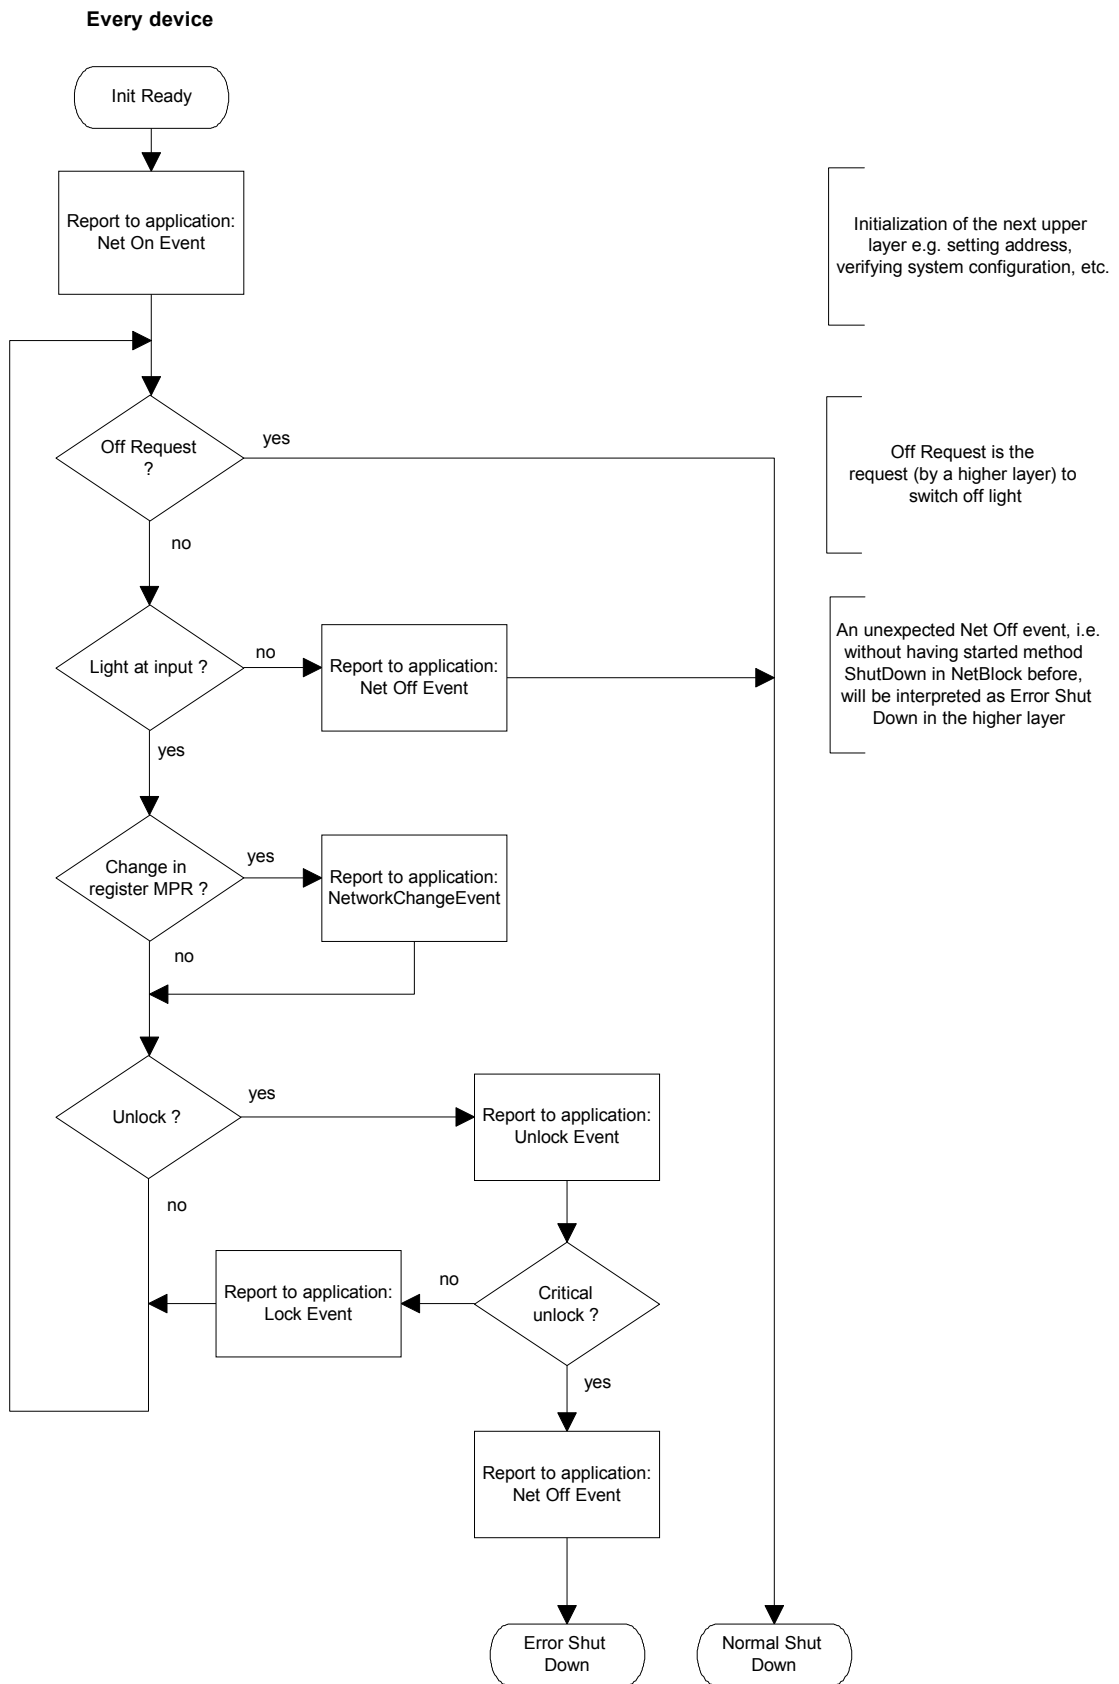 Every device
Init Ready
Report to application:
Net On Event
Initialization of the next upper
layer e.g. setting address,
verifying system configuration, etc.
Off Request
?
yes
no
Off Request is the
request (by a higher layer) to
switch off light
Light at input ?
no
yes
Report to application:
Net Off Event
An unexpected Net Off event, i.e.
without having started method
ShutDown in NetBlock before,
will be interpreted as Error Shut
Down in the higher layer
Change in
register MPR ?
yes
no
Report to application:
NetworkChangeEvent
Unlock ?
yes
no
Report to application:
Unlock Event
Critical
unlock ?
no
yes
Report to application:
Lock Event
Report to application:
Net Off Event
Error Shut
Down
Normal Shut
Down